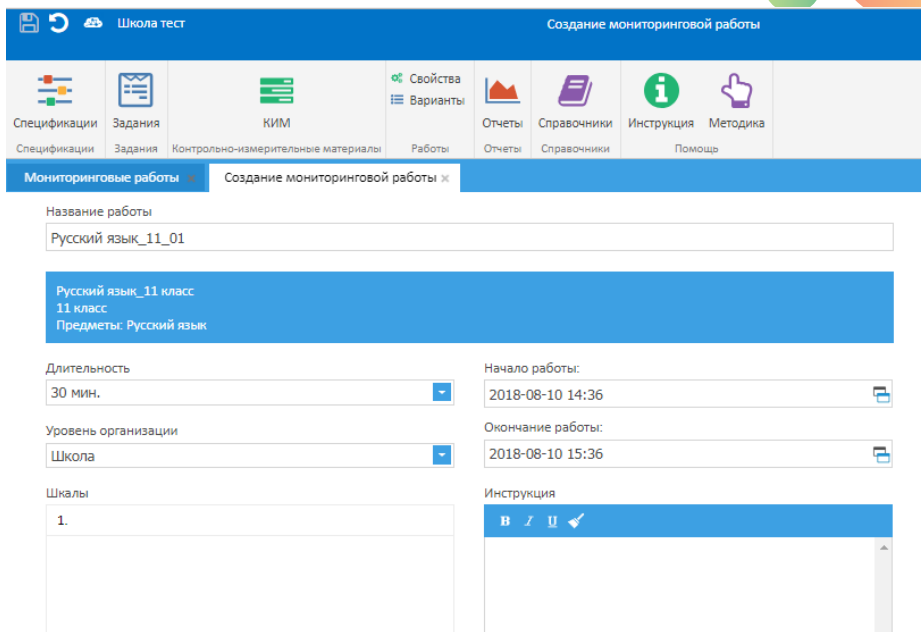 Школа тест
Создание мониторинговой работы
Свойства
Варианты
Спецификации Задания КИМ Отчеты Справочники Инструкция Методика
Спецификации Задания Контрольно-измерительные материалы Работы Отчеты Справочники Помощь
Мониторинговые работы × Создание мониторинговой работы ×
Название работы
Русский язык_11_01
Русский язык_11 класс
11 класс
Предметы: Русский язык
Длительность
30 мин.
Начало работы:
2018-08-10 14:36
Уровень организации
Школа
Окончание работы:
2018-08-10 15:36
Шкалы
1.
Инструкция
B I U